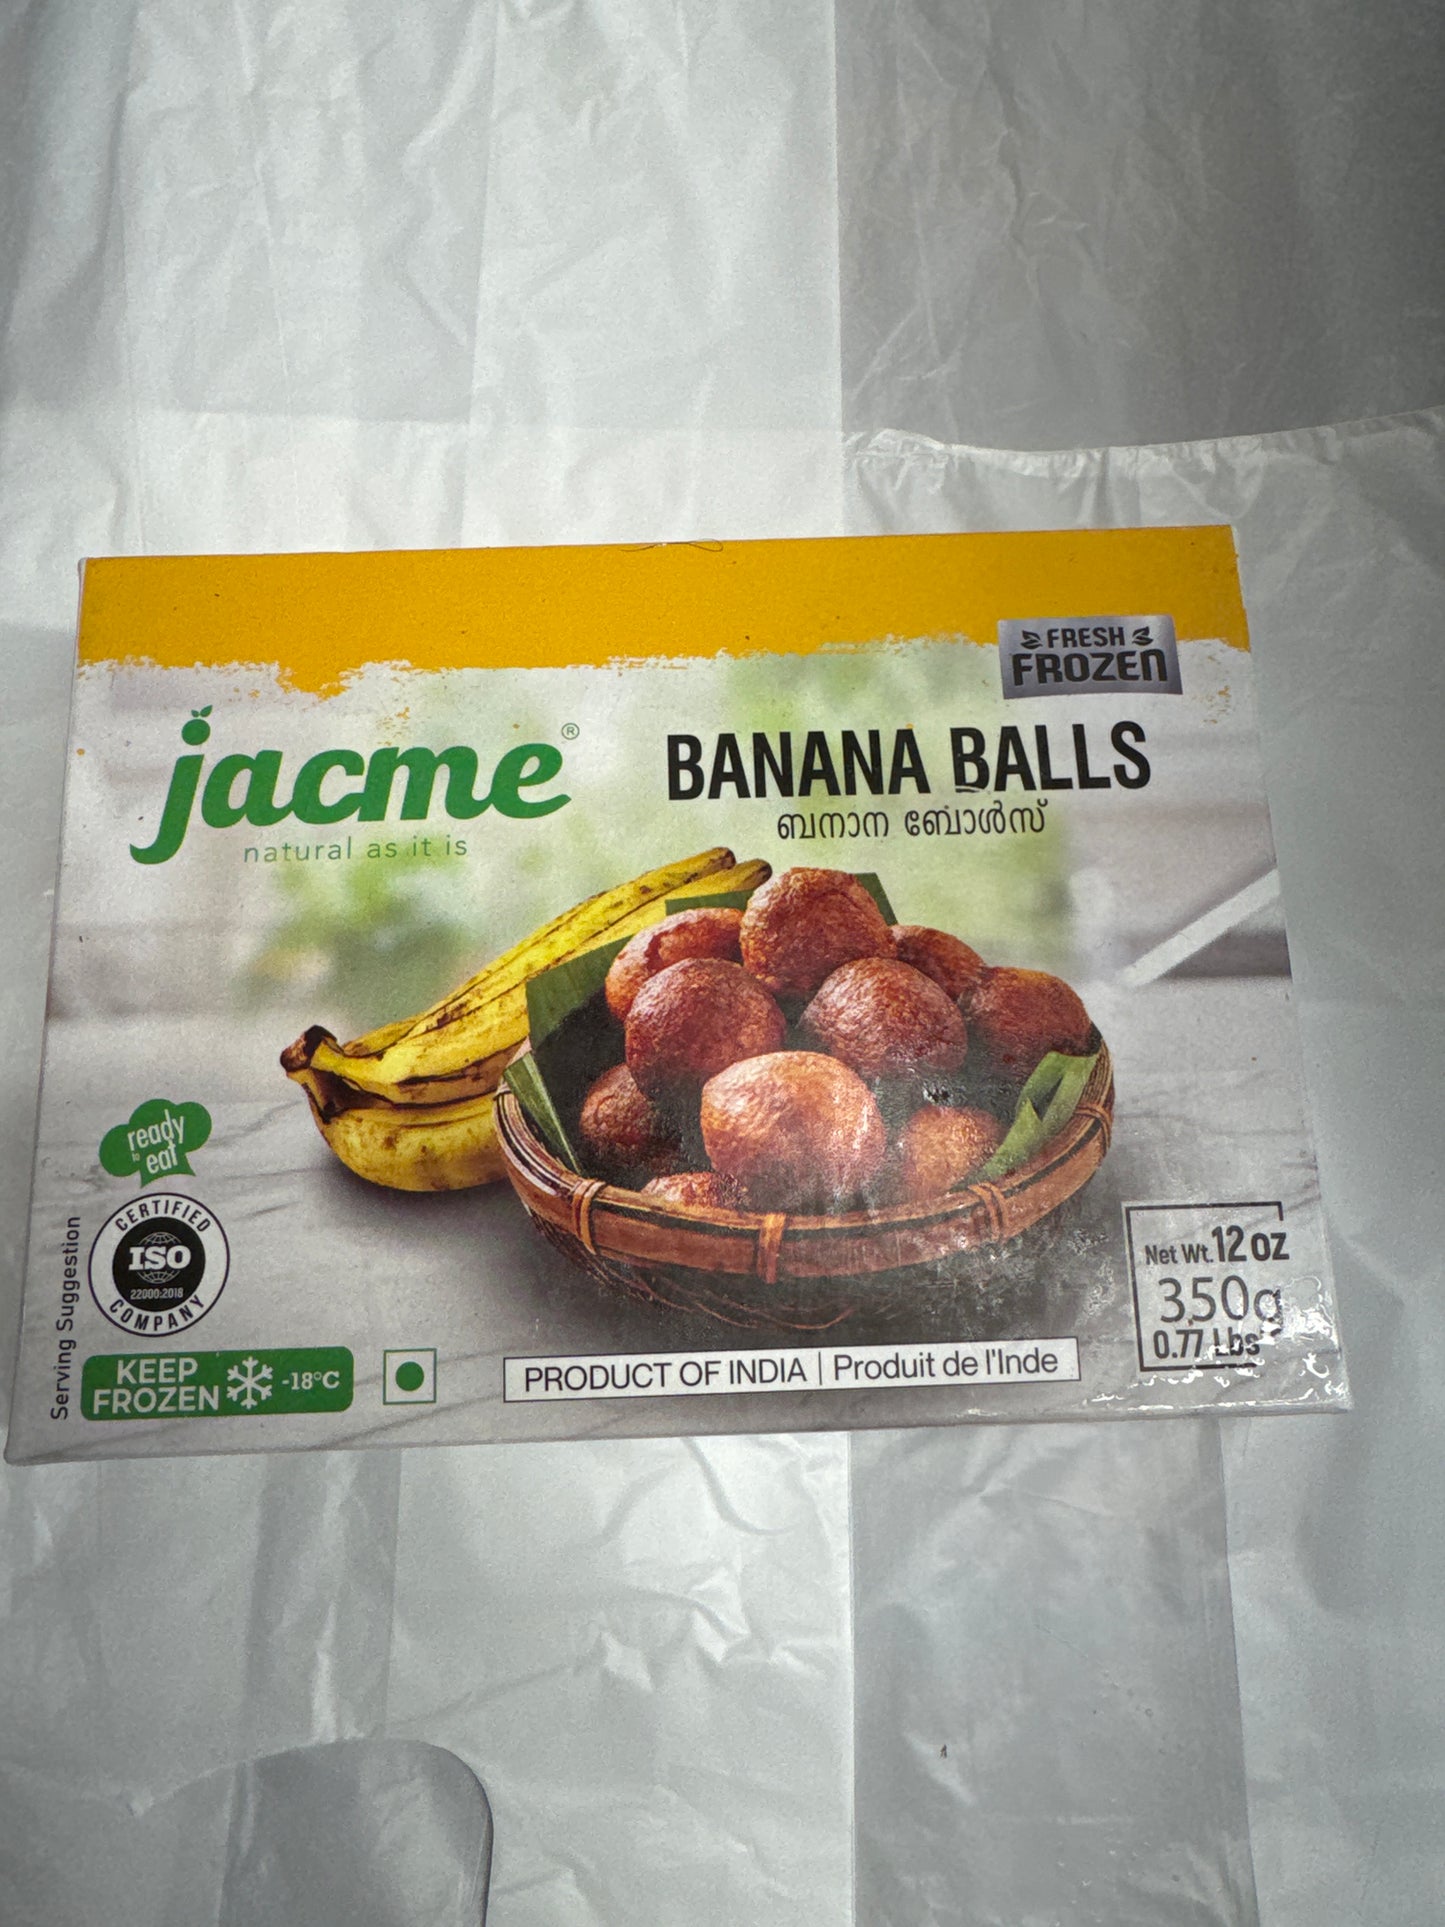 FRESH
FROZEN
jacme®
natural as it is
BANANA BALLS
ബനാന ബോൾസ്
ready
to
eat
CERTIFIED
ISO
22000:2018
COMPANY
Serving Suggestion
KEEP
FROZEN
-18°C
PRODUCT OF INDIA | Produit de l'Inde
Net Wt. 12 oz
350g
0.77 Lbs